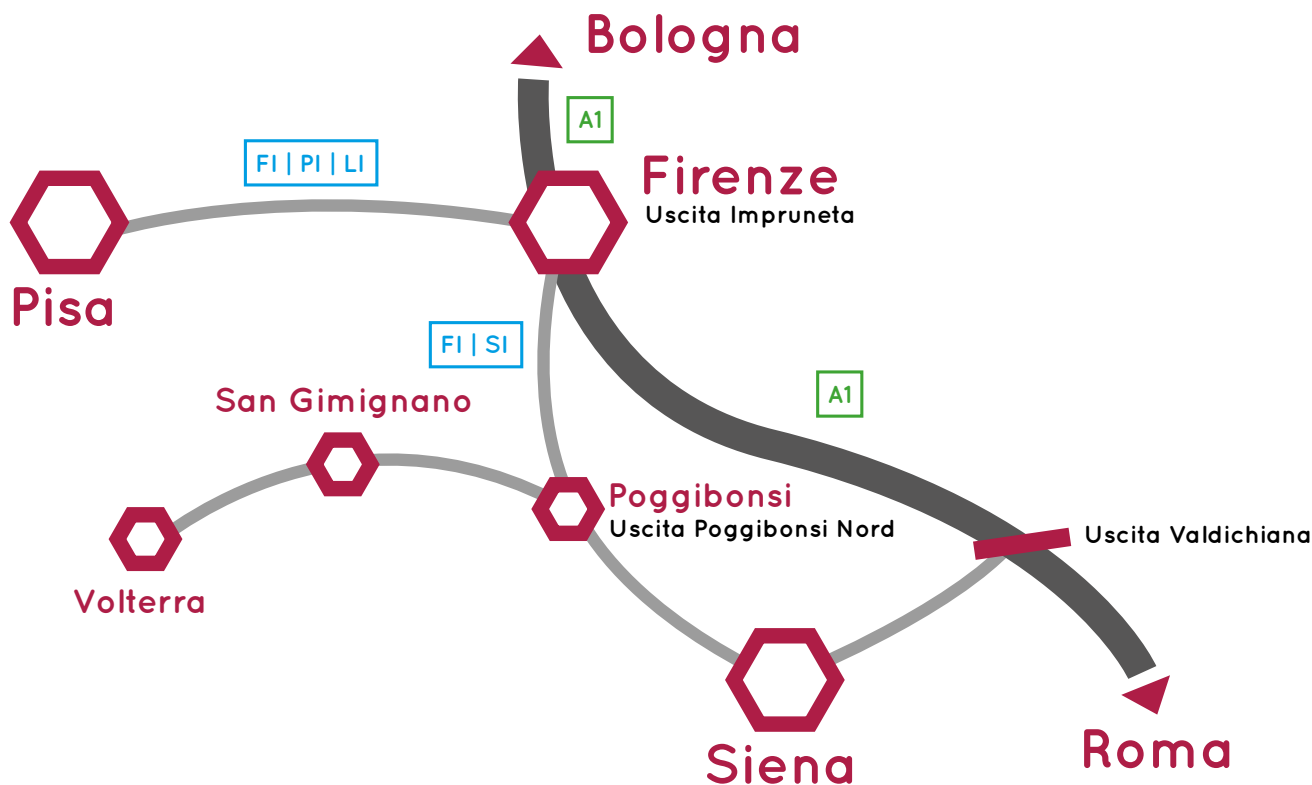 Bologna
A1
FI | PI | LI
Firenze
Uscita Impruneta
Pisa
FI | SI
San Gimignano
A1
Poggibonsi
Uscita Poggibonsi Nord
Uscita Valdichiana
Volterra
Siena
Roma